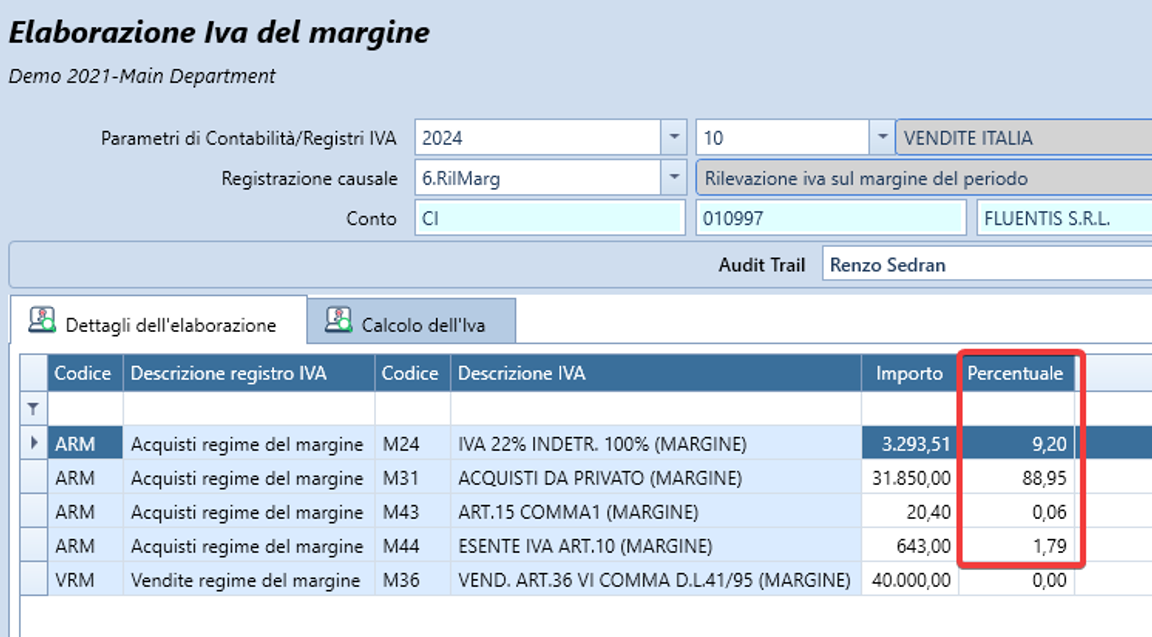 Elaborazione Iva del margine
Demo 2021-Main Department
Parametri di Contabilità/Registri IVA 2024 10 VENDITE ITALIA
Registrazione causale 6.RilMarg Rilevazione iva sul margine del periodo
Conto CI 010997 FLUENTIS S.R.L.
Audit Trail Renzo Sedran
Dettagli dell'elaborazione Calcolo dell'Iva
Codice Descrizione registro IVA Codice Descrizione IVA Importo Percentuale
ARM Acquisti regime del margine M24 IVA 22% INDETR. 100% (MARGINE) 3.293,51 9,20
ARM Acquisti regime del margine M31 ACQUISTI DA PRIVATO (MARGINE) 31.850,00 88,95
ARM Acquisti regime del margine M43 ART.15 COMMA1 (MARGINE) 20,40 0,06
ARM Acquisti regime del margine M44 ESENTE IVA ART.10 (MARGINE) 643,00 1,79
VRM Vendite regime del margine M36 VEND. ART.36 VI COMMA D.L.41/95 (MARGINE) 40.000,00 0,00